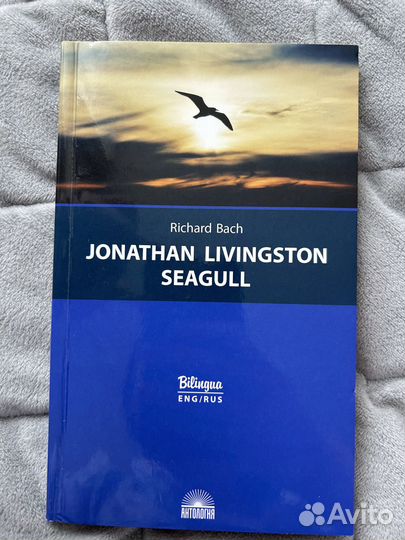 Richard Bach
JONATHAN LIVINGSTON
SEAGULL
Bilingua
ENG/RUS
АНТОЛОГИЯ
Avito